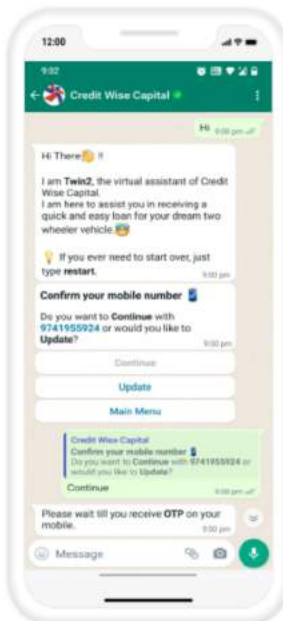 12:00
9:02
Credit Wise Capital
Hi 9:00 pm
Hi There !!
I am Twin2, the virtual assistant of Credit
Wise Capital.
I am here to assist you in receiving a
quick and easy loan for your dream two
wheeler vehicle.
If you ever need to start over, just
type restart.
9:00 pm
Confirm your mobile number
Do you want to Continue with
9741955924 or would you like to
Update?
9:00 pm
Continue
Update
Main Menu
Credit Wise Capital
Confirm your mobile number
Do you want to Continue with 9741955924 or
would you like to Update?
Continue
9:00 pm
Please wait till you receive OTP on your
mobile.
9:00 pm
Message